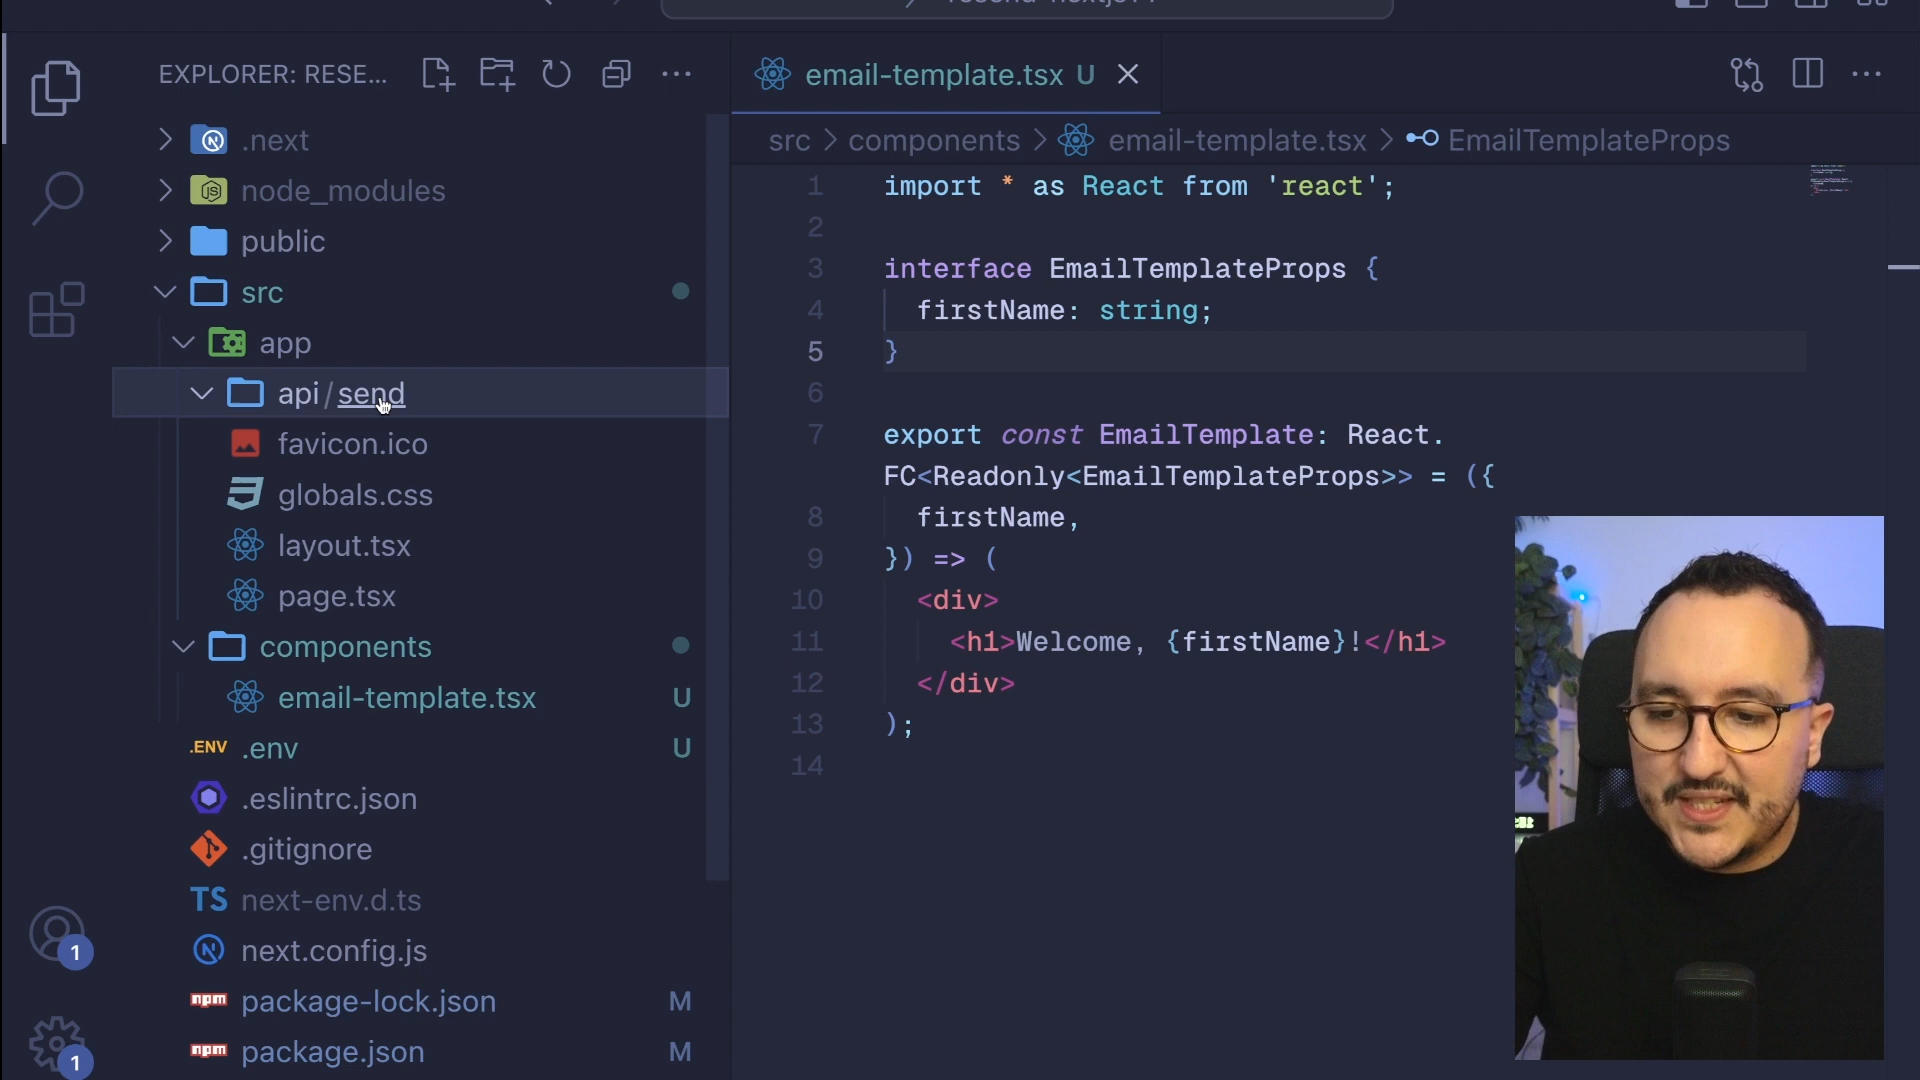 EXPLORER: RESE...
email-template.tsx U
.next
src > components > email-template.tsx > EmailTemplateProps
node_modules
public
src
app
api/send
favicon.ico
globals.css
layout.tsx
page.tsx
components
email-template.tsx U
.ENV .env U
.eslintrc.json
.gitignore
TS next-env.d.ts
next.config.js
npm package-lock.json M
npm package.json M
1
1
1 import * as React from 'react';
2
3 interface EmailTemplateProps {
4 firstName: string;
5 }
6
7 export const EmailTemplate: React.
FC<Readonly<EmailTemplateProps>> = ({
8 firstName,
9 }) => (
10 <div>
11 <h1>Welcome, {firstName}!</h1>
12 </div>
13 );
14